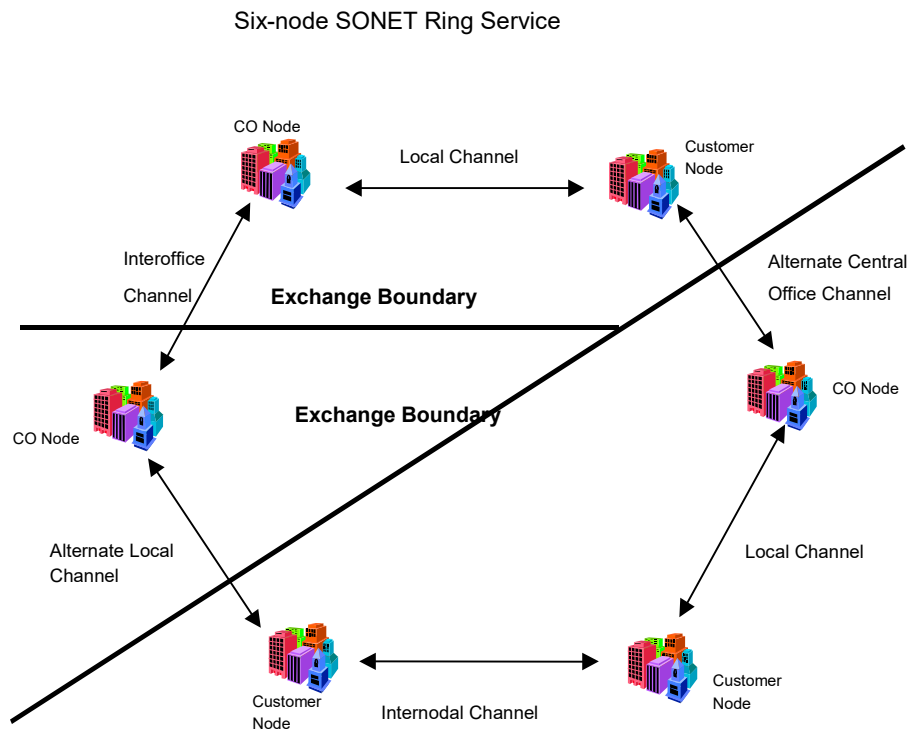 Six-node SONET Ring Service
CO Node
Local Channel
Customer
Node
Interoffice
Channel
Exchange Boundary
Alternate Central
Office Channel
CO Node
Exchange Boundary
CO Node
Alternate Local
Channel
Local Channel
Customer
Node
Internodal Channel
Customer
Node